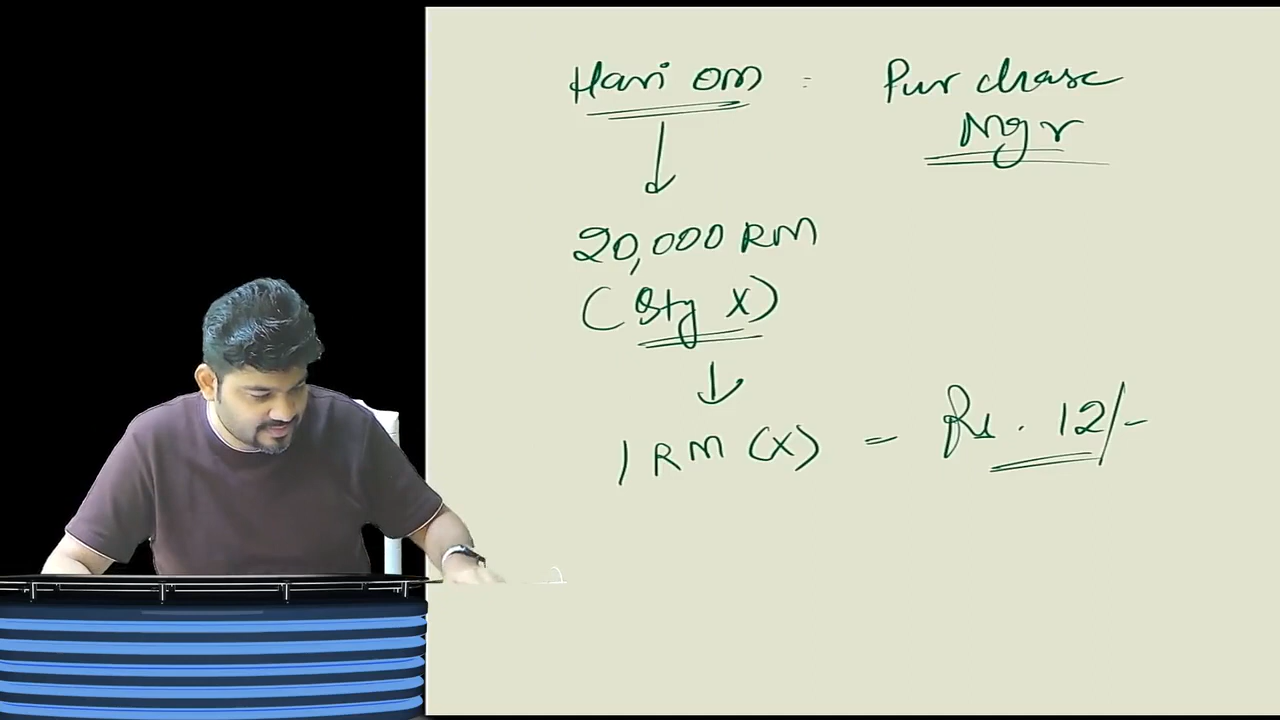 Hari om : Purchase
Mgr
20,000 RM
(Qty X)
1 RM (X) = Rs. 12/-